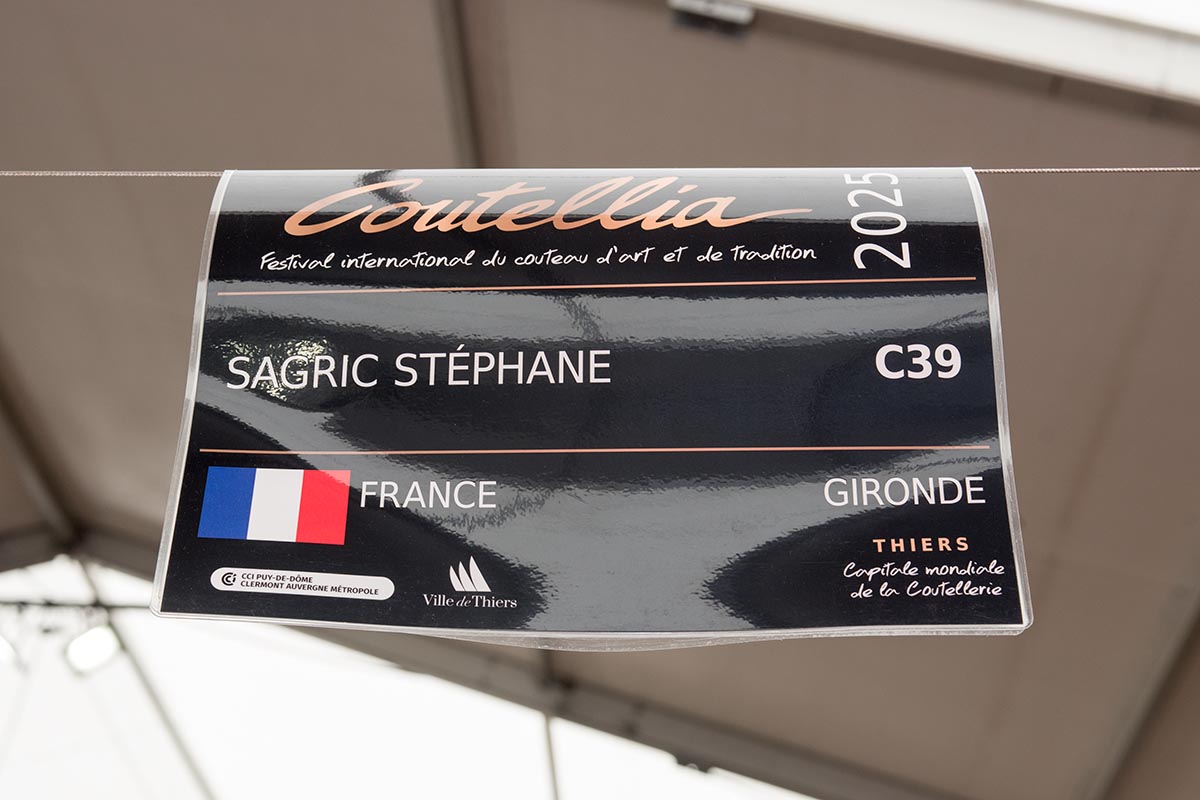 Coutellia
2025
Festival international du couteau d'art et de tradition
SAGRIC STÉPHANE
C39
FRANCE
GIRONDE
THIERS
Capitale mondiale
de la Coutellerie
CCI PUY-DE-DÔME
CLERMONT AUVERGNE MÉTROPOLE
Ville de Thiers